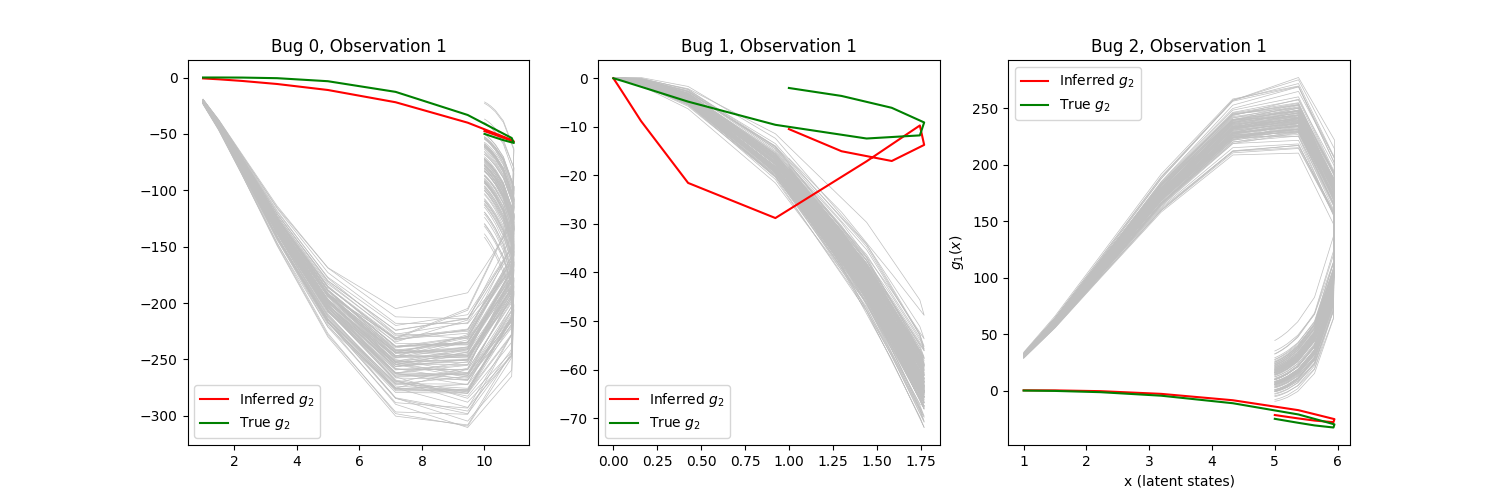 Bug 0, Observation 1
0
−50
−100
−150
−200
−250
−300
2 4 6 8 10
Inferred g₂
True g₂
Bug 1, Observation 1
0
−10
−20
−30
−40
−50
−60
−70
0.00 0.25 0.50 0.75 1.00 1.25 1.50 1.75
Inferred g₂
True g₂
Bug 2, Observation 1
Inferred g₂
True g₂
250
200
150
100
50
0
g₁(x)
1 2 3 4 5 6
x (latent states)